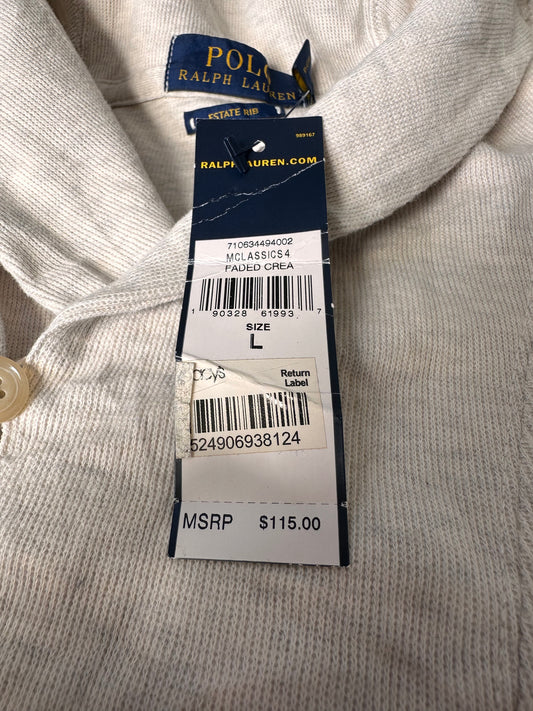 POLO
RALPH LAUREN
ESTATE RIB
989167
RALPHLAUREN.COM
710634494002
MCLASSICS4
FADED CREA
1 90328 61993 7
SIZE
L
Return
Label
524906938124
MSRP $115.00